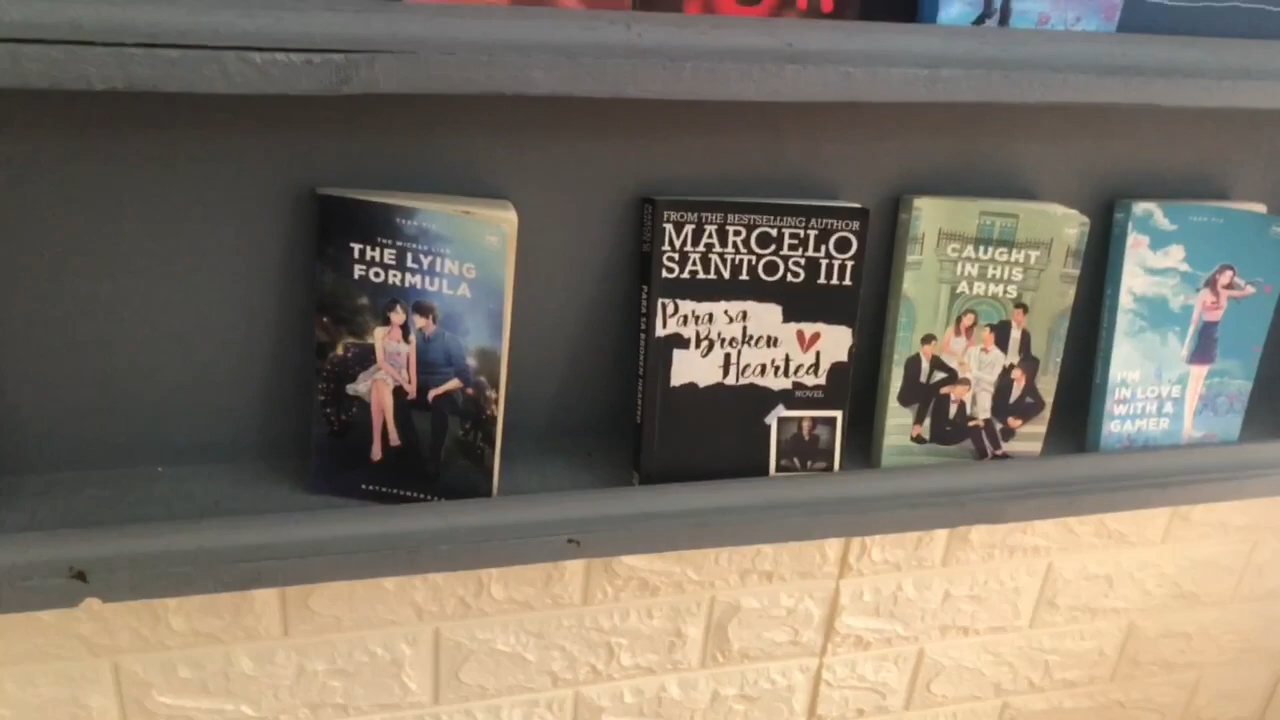 THE WICKED LIAR
THE LYING
FORMULA
PARA SA BROKEN HEARTED
FROM THE BESTSELLING AUTHOR
MARCELO
SANTOS III
Para sa
Broken
Hearted
NOVEL
CAUGHT
IN HIS
ARMS
I'M
IN LOVE
WITH A
GAMER